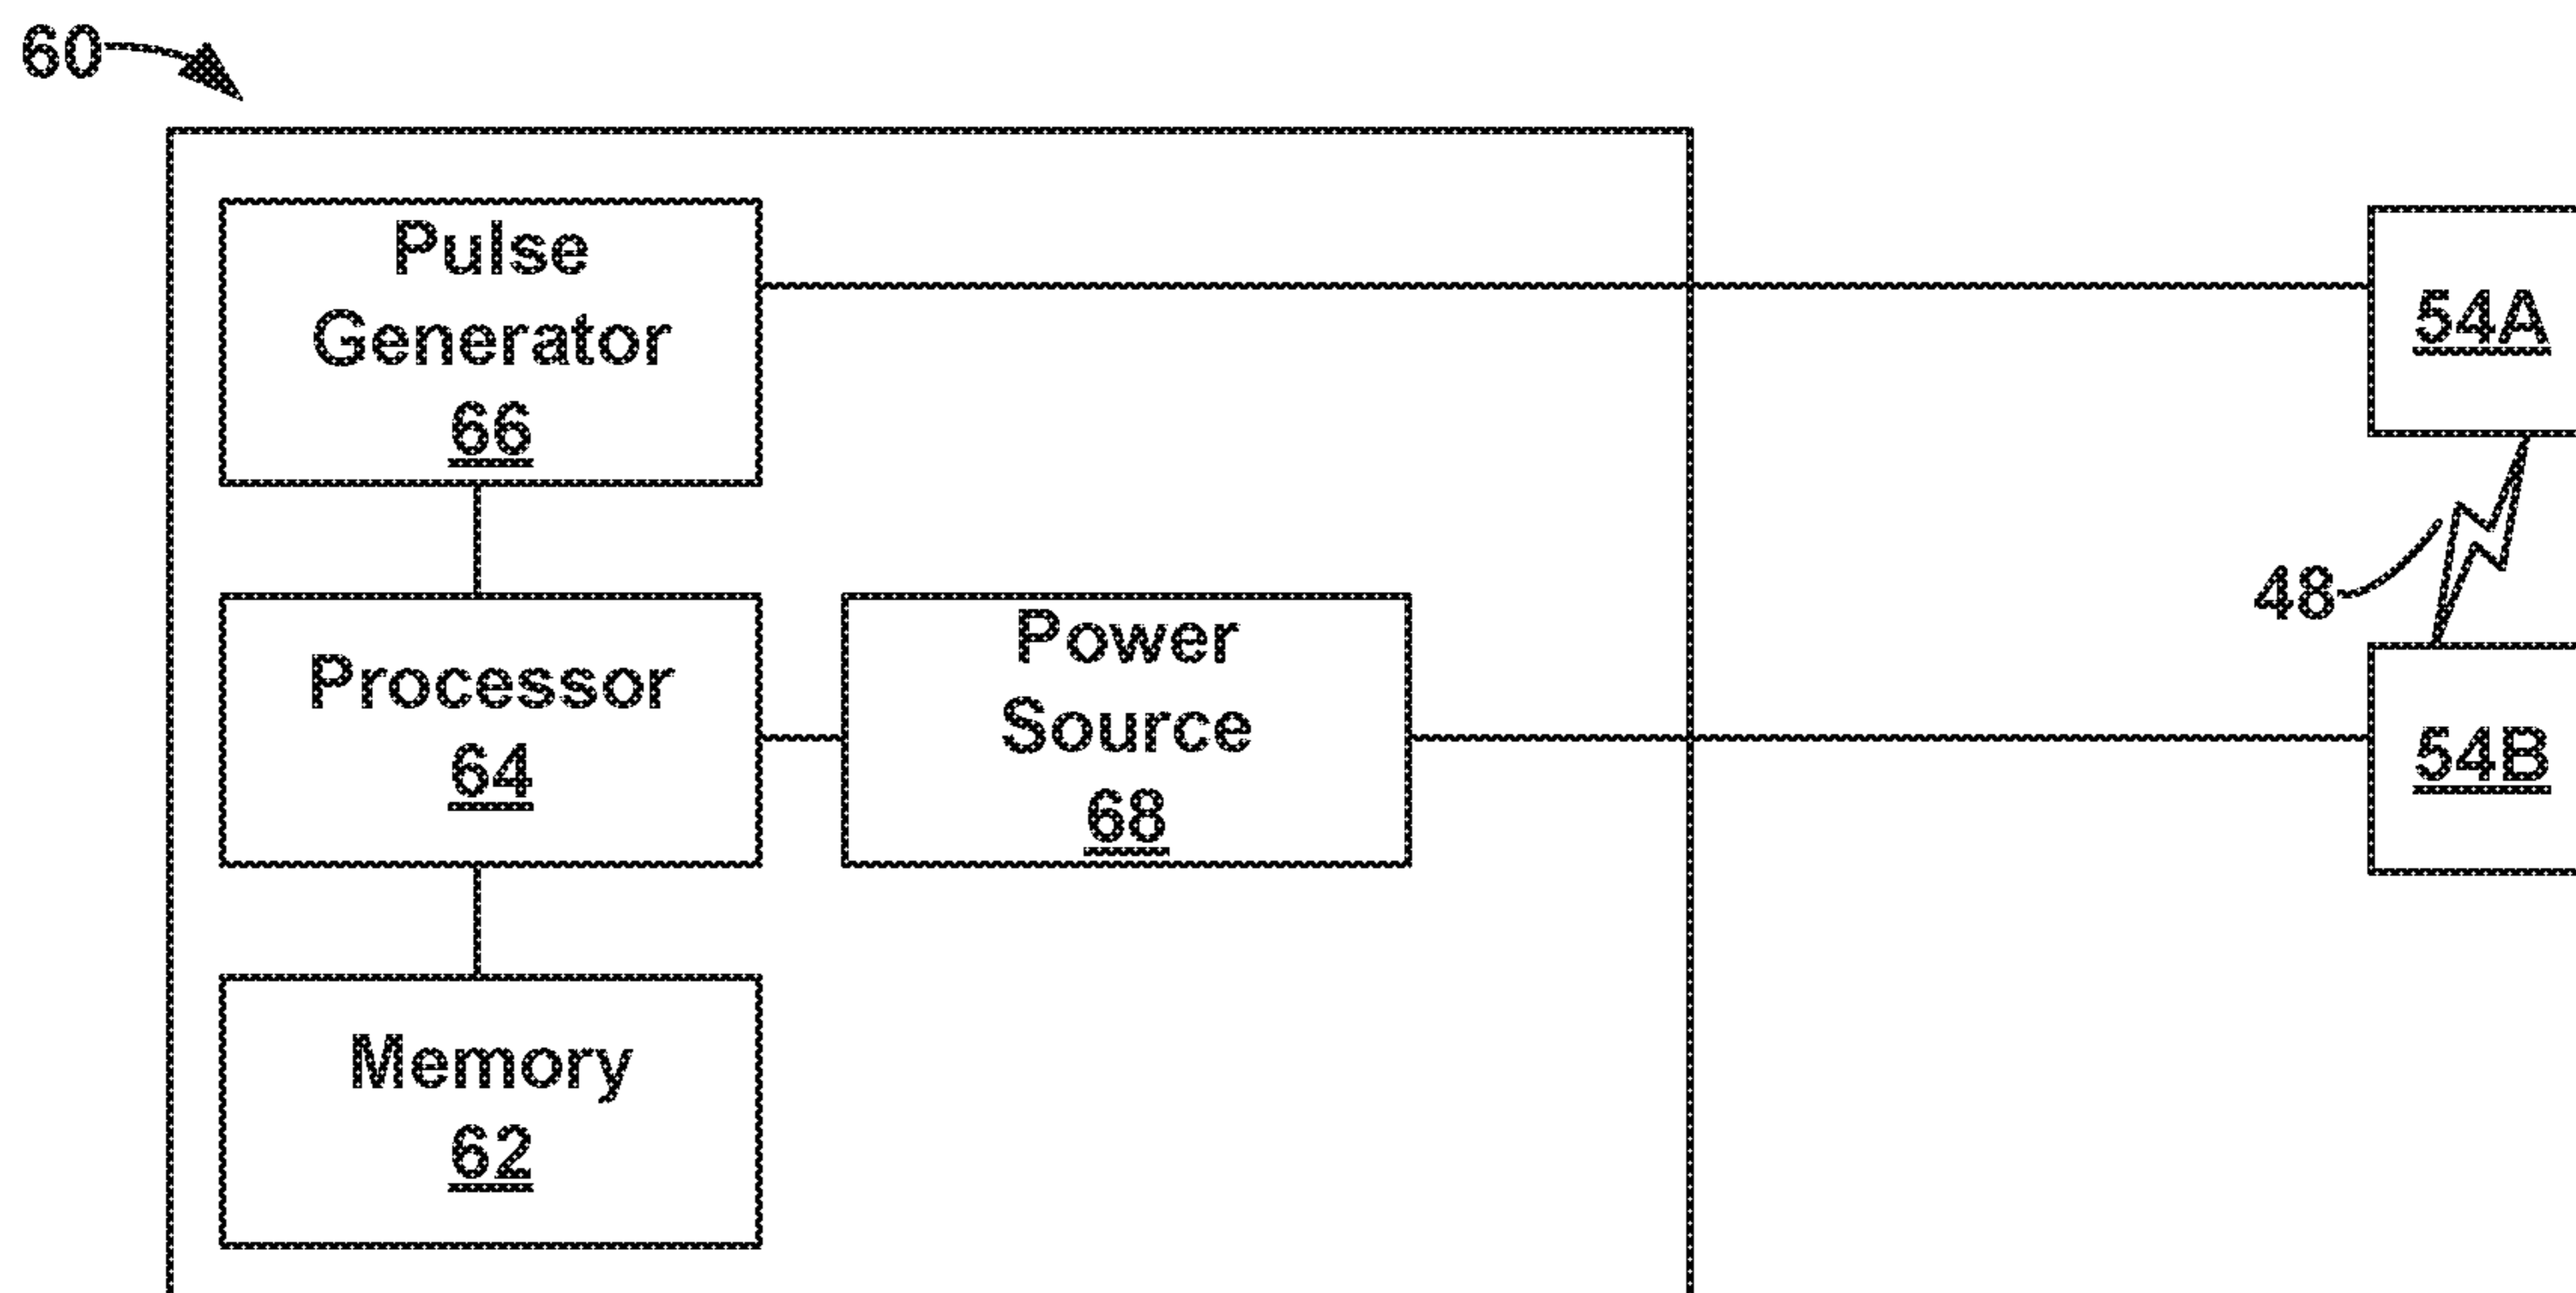 60
Pulse
Generator
66
54A
48
Processor
64
Power
Source
68
54B
Memory
62